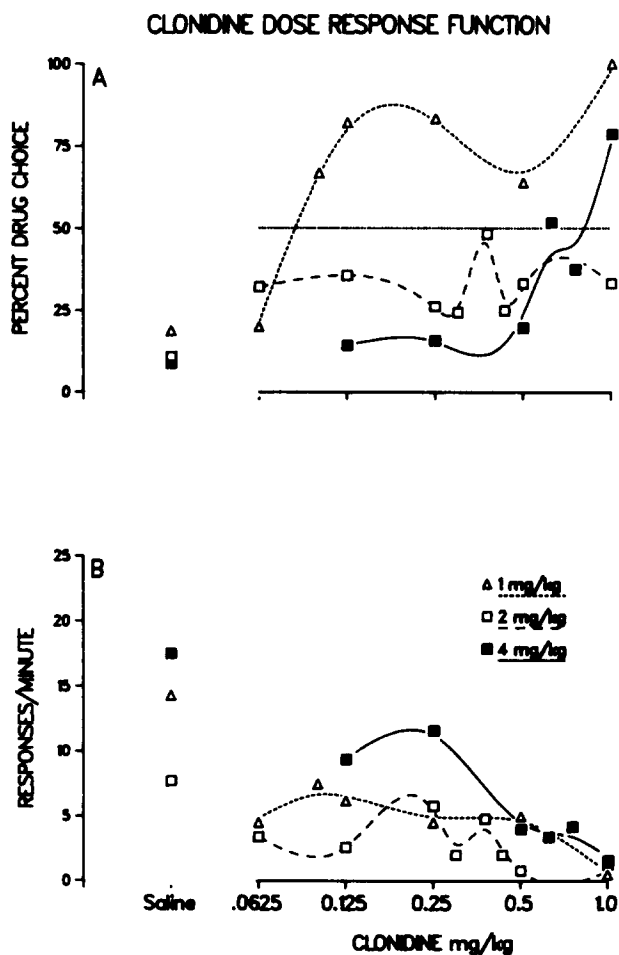 CLONIDINE DOSE RESPONSE FUNCTION
A
PERCENT DRUG CHOICE
100
75
50
25
0
B
RESPONSES/MINUTE
25
20
15
10
5
0
1 mg/kg
2 mg/kg
4 mg/kg
Saline .0625 0.125 0.25 0.5 1.0
CLONIDINE mg/kg